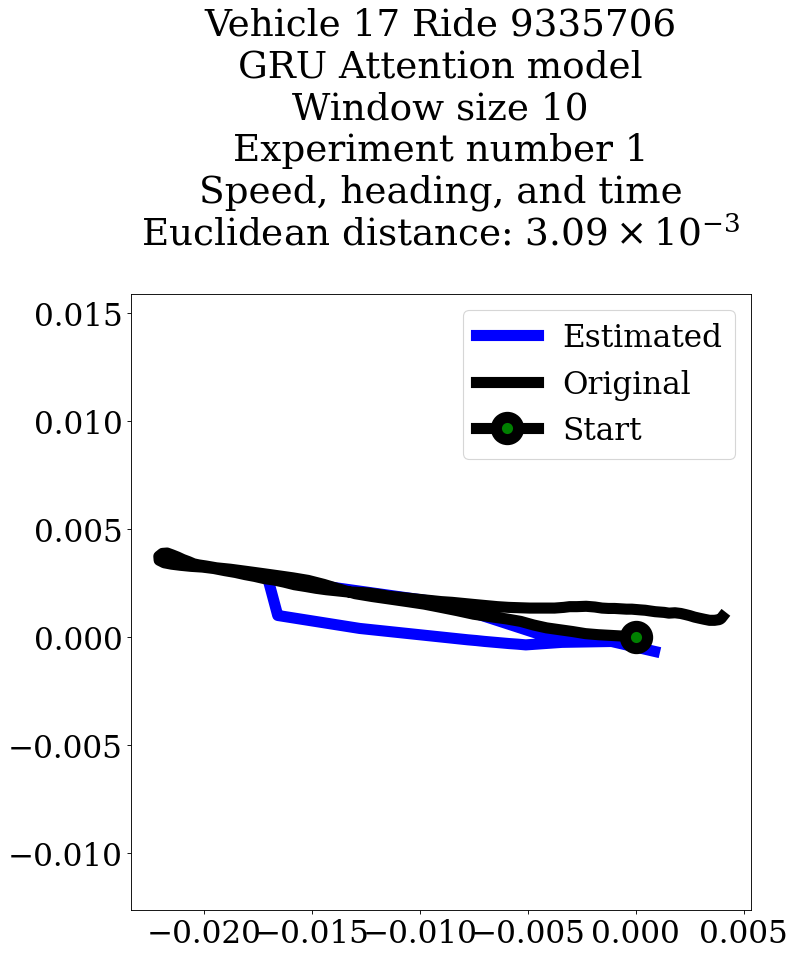 Vehicle 17 Ride 9335706
GRU Attention model
Window size 10
Experiment number 1
Speed, heading, and time
Euclidean distance: 3.09 × 10⁻³
Estimated
Original
Start
0.015
0.010
0.005
0.000
−0.005
−0.010
−0.020 −0.015 −0.010 −0.005 0.000 0.005